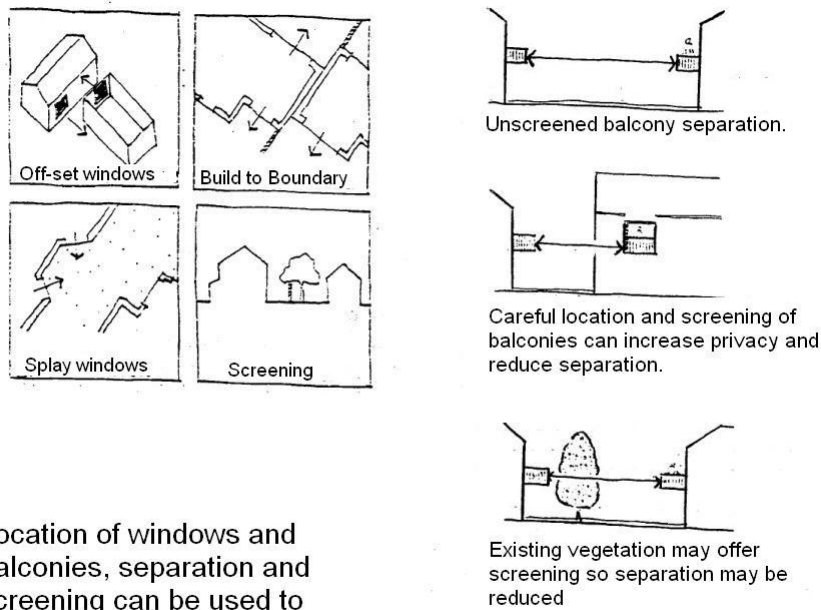 Off-set windows
Build to Boundary
Splay windows
Screening
ocation of windows and
alconies, separation and
creening can be used to
Unscreened balcony separation.
Careful location and screening of
balconies can increase privacy and
reduce separation.
Existing vegetation may offer
screening so separation may be
reduced